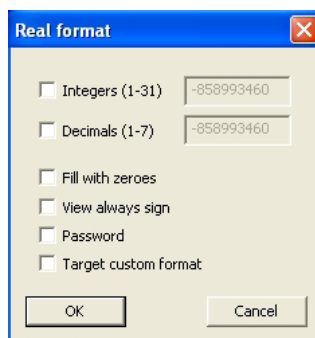 Real format
Integers (1-31) -858993460
Decimals (1-7) -858993460
Fill with zeroes
View always sign
Password
Target custom format
OK Cancel